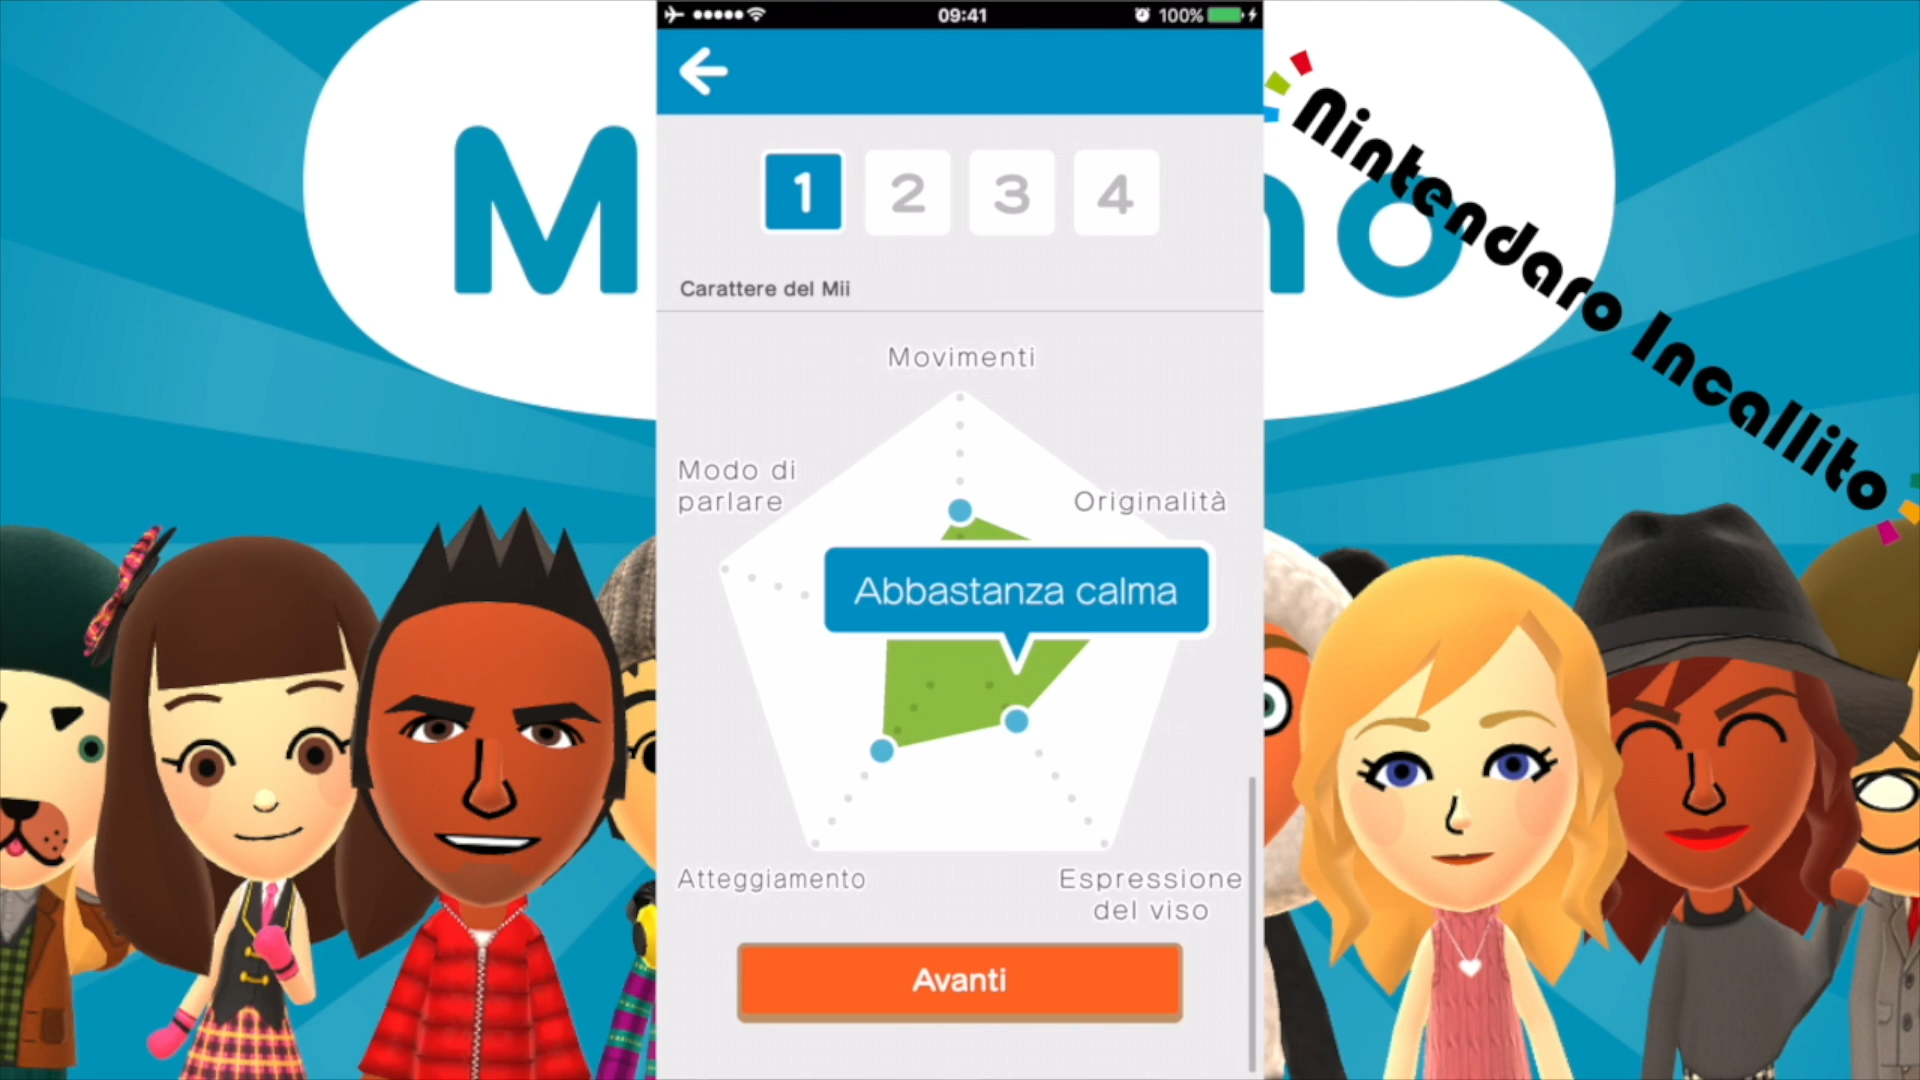 09:41
100%
M
no
Nintendaro Incallito
1 2 3 4
Carattere del Mii
Movimenti
Modo di
parlare
Originalità
Abbastanza calma
Atteggiamento
Espressione
del viso
Avanti